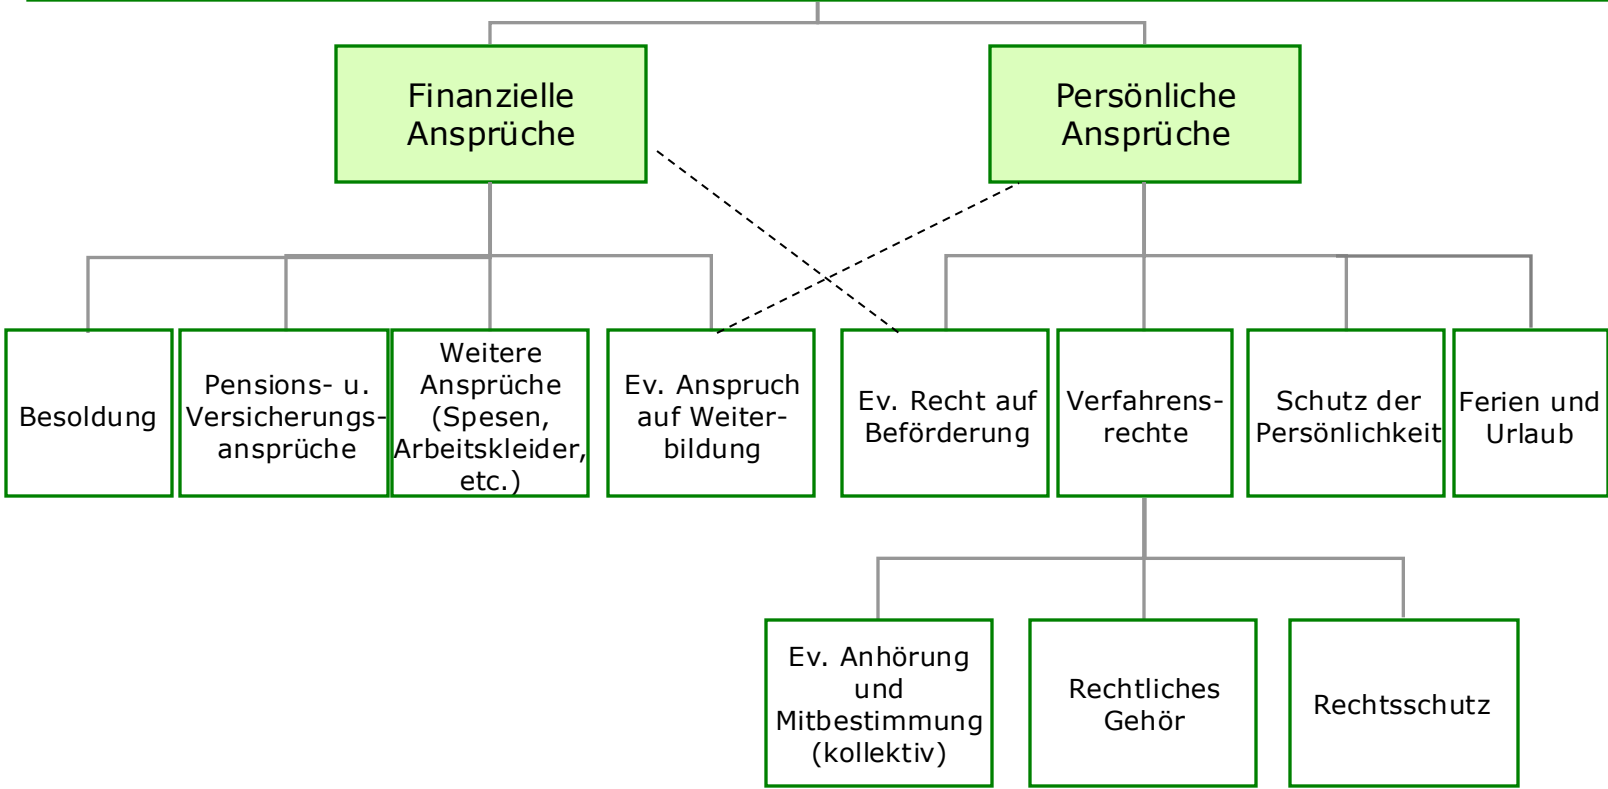 Finanzielle
Ansprüche
Persönliche
Ansprüche
Besoldung
Pensions- u.
Versicherungs-
ansprüche
Weitere
Ansprüche
(Spesen,
Arbeitskleider,
etc.)
Ev. Anspruch
auf Weiter-
bildung
Ev. Recht auf
Beförderung
Verfahrens-
rechte
Schutz der
Persönlichkeit
Ferien und
Urlaub
Ev. Anhörung
und
Mitbestimmung
(kollektiv)
Rechtliches
Gehör
Rechtsschutz